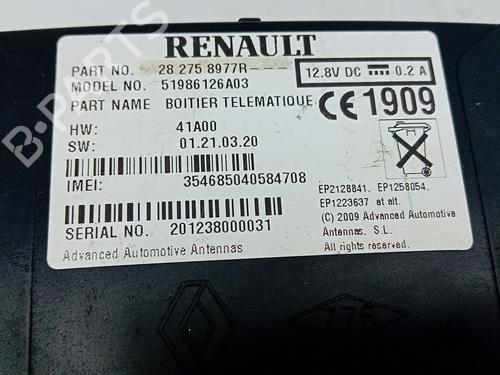 RENAULT
PART NO. 28 275 8977R---
12.8V DC 0.2 A
MODEL NO. 51986126A03
PART NAME BOITIER TELEMATIQUE
CE 1909
HW: 41A00
SW: 01.21.03.20
IMEI: 354685040584708
EP2128841. EP1258054.
EP1223637 et alt.
(C) 2009 Advanced Automotive
Antennas, S.L.
All rights reserved.
SERIAL NO. 201238000031
Advanced Automotive Antennas
776
B-PARTS